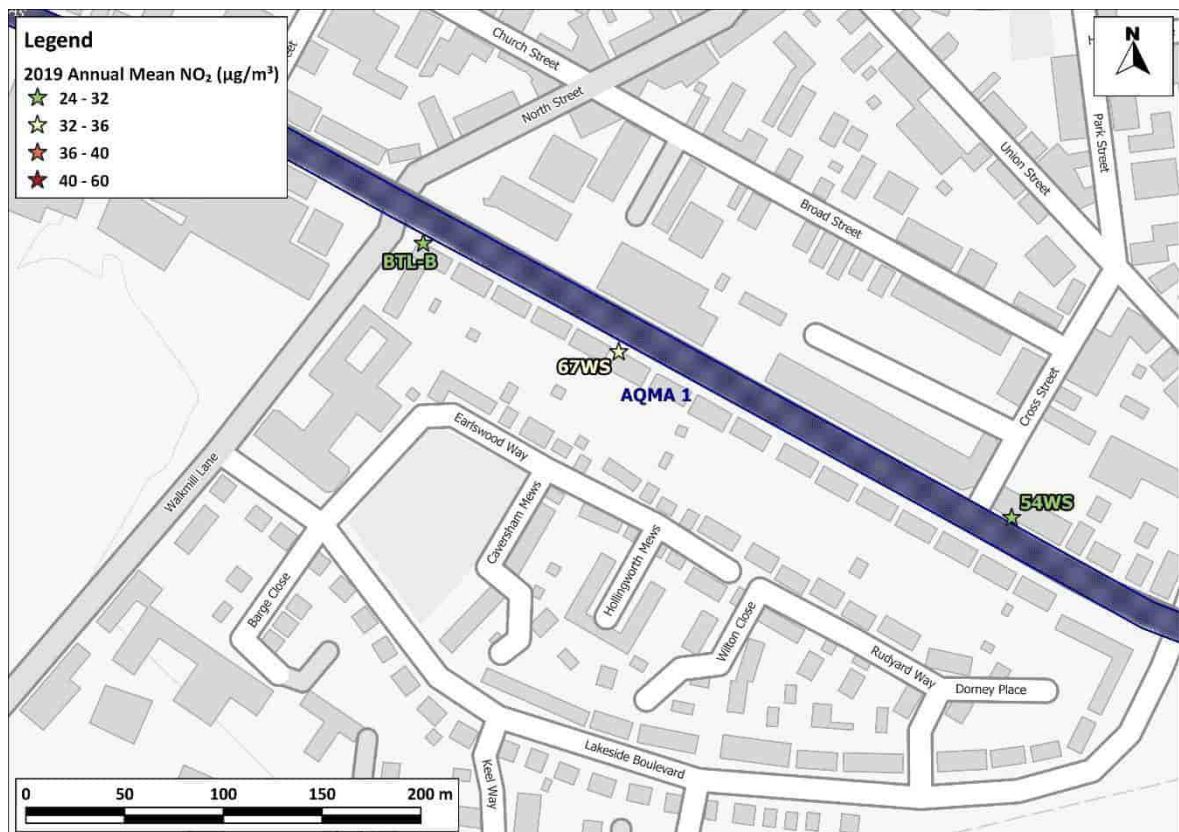 Legend
2019 Annual Mean NO₂ (µg/m³)
24 - 32
32 - 36
36 - 40
40 - 60
N
Church Street
North Street
Park Street
Union Street
Broad Street
BTL-B
67WS
AQMA 1
Cross Street
Earlswood Way
Walkmill Lane
Caversham Mews
54WS
Hollingworth Mews
Barge Close
Wilton Close
Rudyard Way
Dorney Place
Lakeside Boulevard
Keel Way
0 50 100 150 200 m